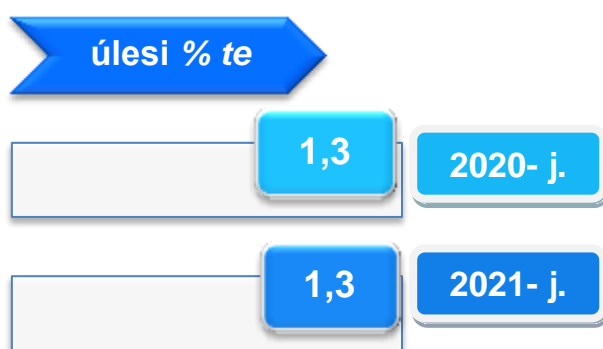 úlesi % te
1,3
2020- j.
1,3
2021- j.